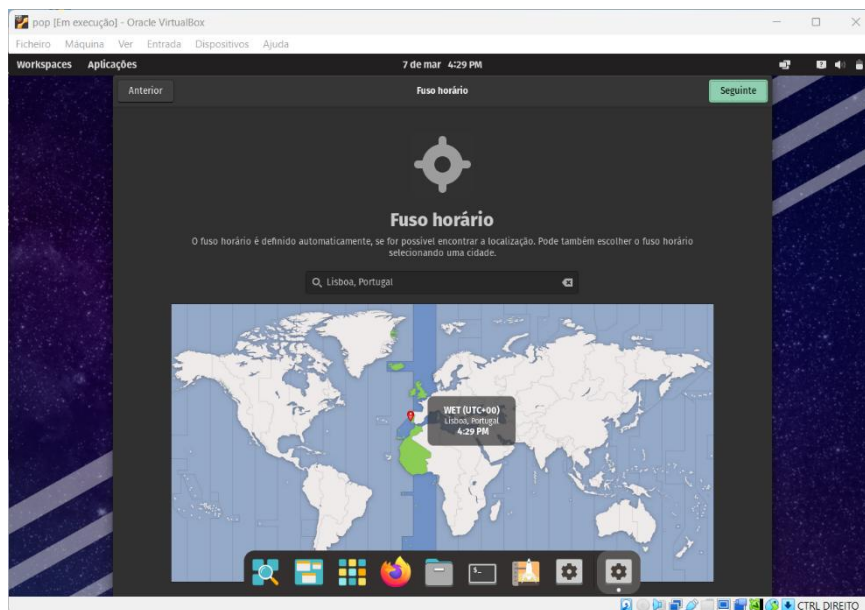 pop [Em execução] - Oracle VirtualBox
Ficheiro Máquina Ver Entrada Dispositivos Ajuda
Workspaces Aplicações 7 de mar 4:29 PM
Anterior Fuso horário Seguinte
Fuso horário
O fuso horário é definido automaticamente, se for possível encontrar a localização. Pode também escolher o fuso horário
selecionando uma cidade.
Lisboa, Portugal
WET (UTC+00)
Lisboa, Portugal
4:29 PM
CTRL DIREITO